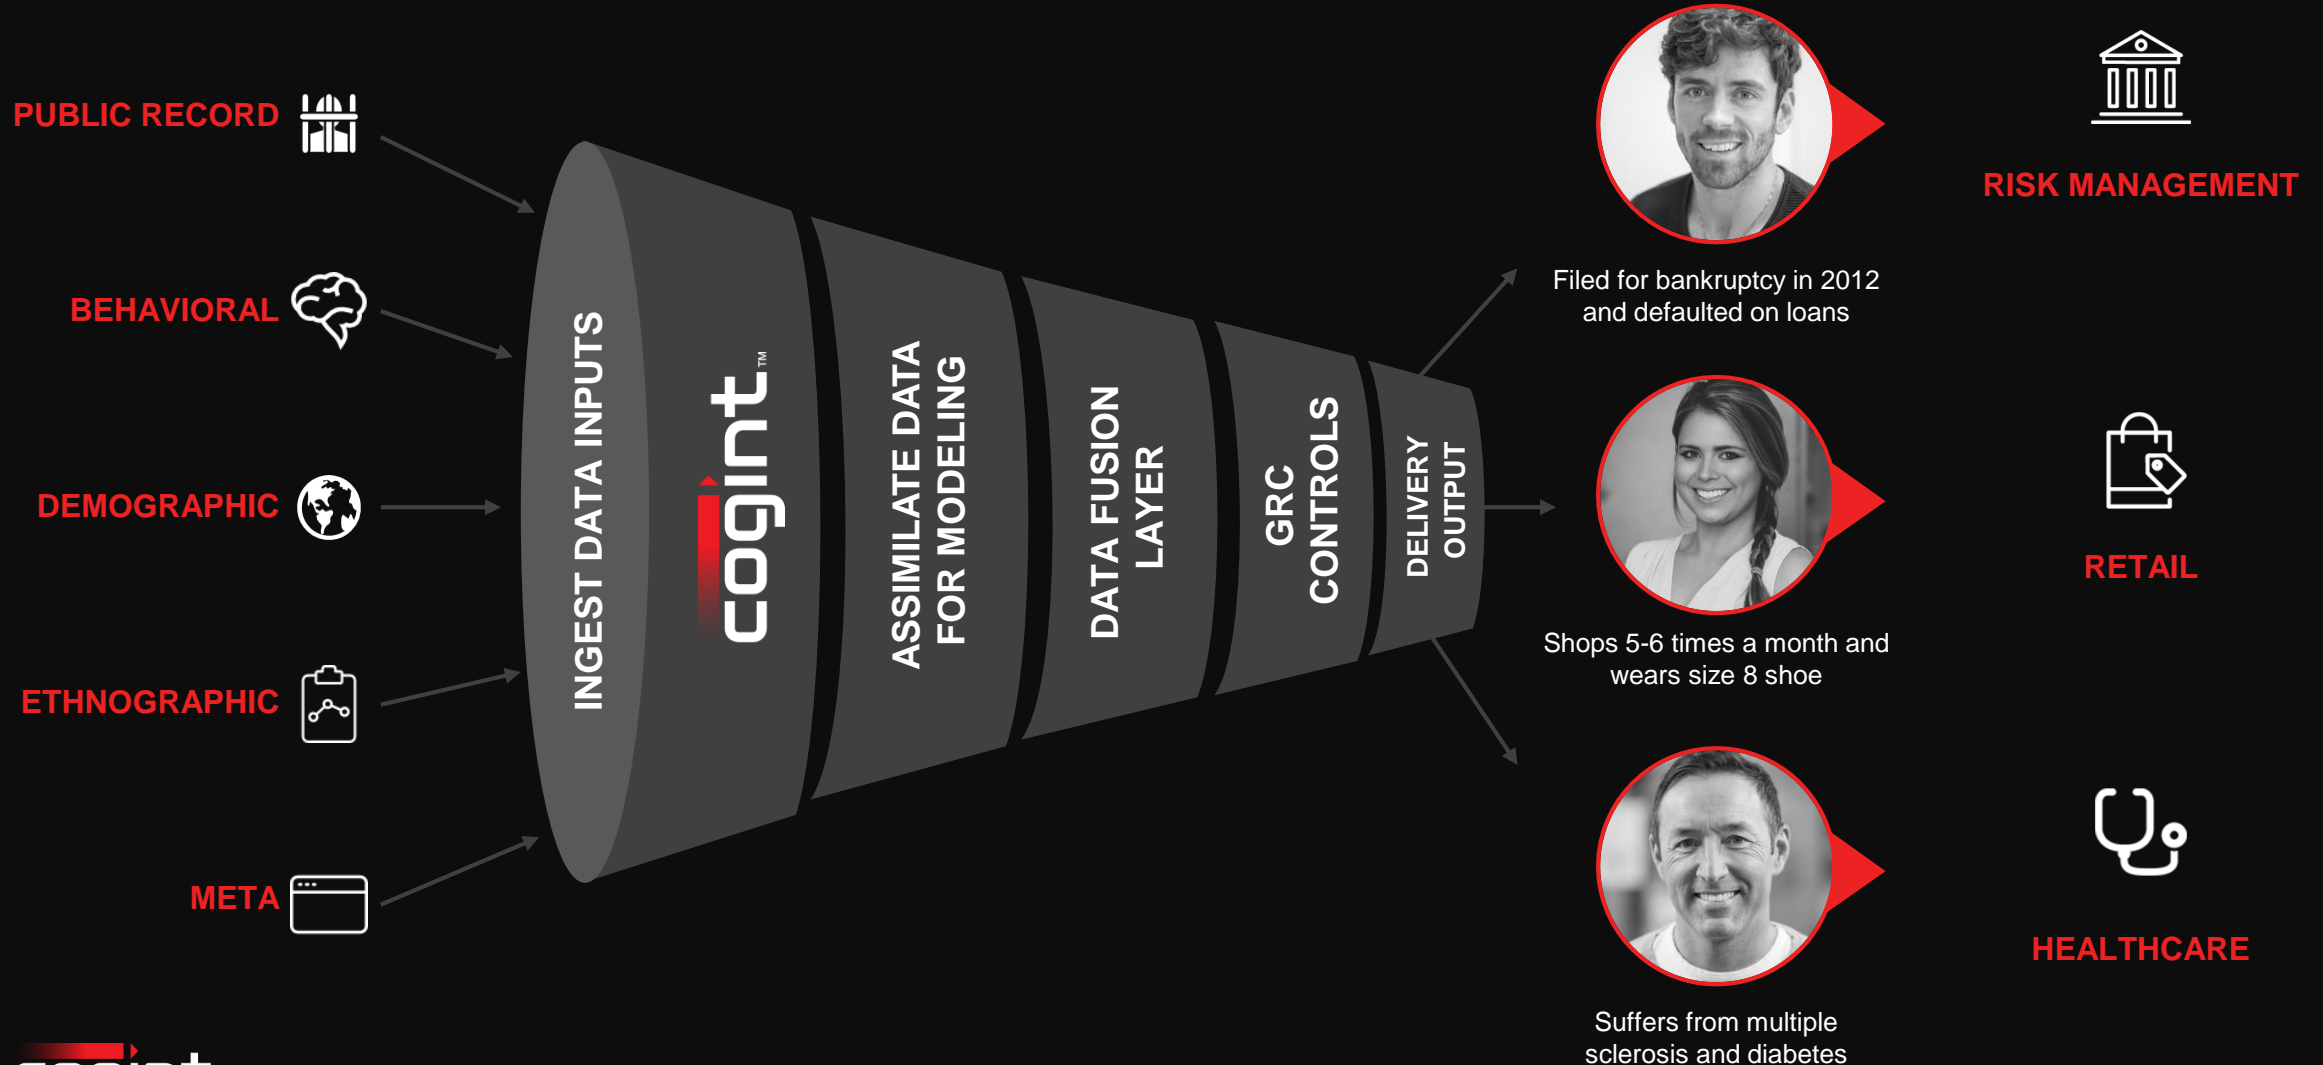 PUBLIC RECORD
BEHAVIORAL
DEMOGRAPHIC
ETHNOGRAPHIC
META
INGEST DATA INPUTS
cogint™
ASSIMILATE DATA
FOR MODELING
DATA FUSION
LAYER
GRC
CONTROLS
DELIVERY
OUTPUT
Filed for bankruptcy in 2012
and defaulted on loans
RISK MANAGEMENT
Shops 5-6 times a month and
wears size 8 shoe
RETAIL
Suffers from multiple
sclerosis and diabetes
HEALTHCARE
cogint